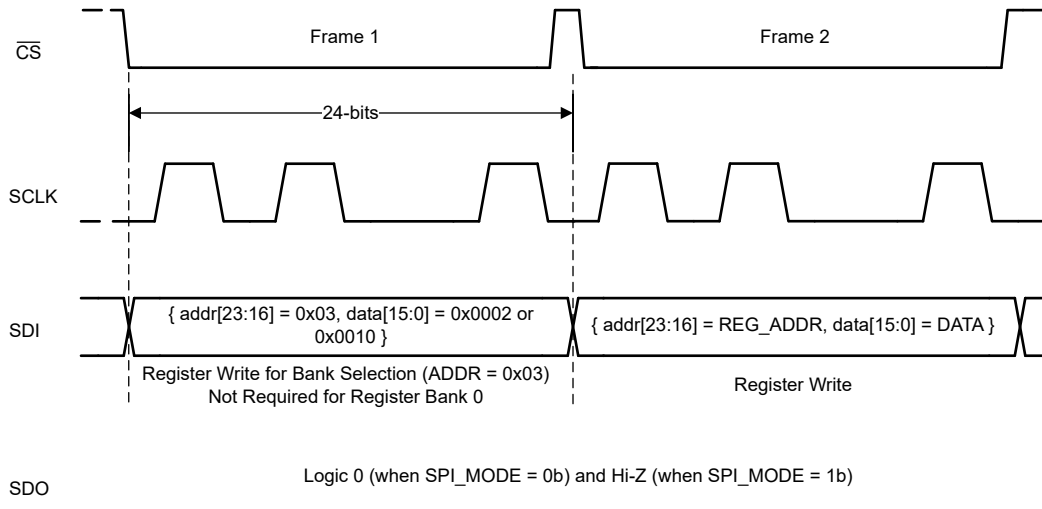 CS
Frame 1
Frame 2
24-bits
SCLK
SDI
{ addr[23:16] = 0x03, data[15:0] = 0x0002 or
0x0010 }
{ addr[23:16] = REG_ADDR, data[15:0] = DATA }
Register Write for Bank Selection (ADDR = 0x03)
Not Required for Register Bank 0
Register Write
SDO
Logic 0 (when SPI_MODE = 0b) and Hi-Z (when SPI_MODE = 1b)